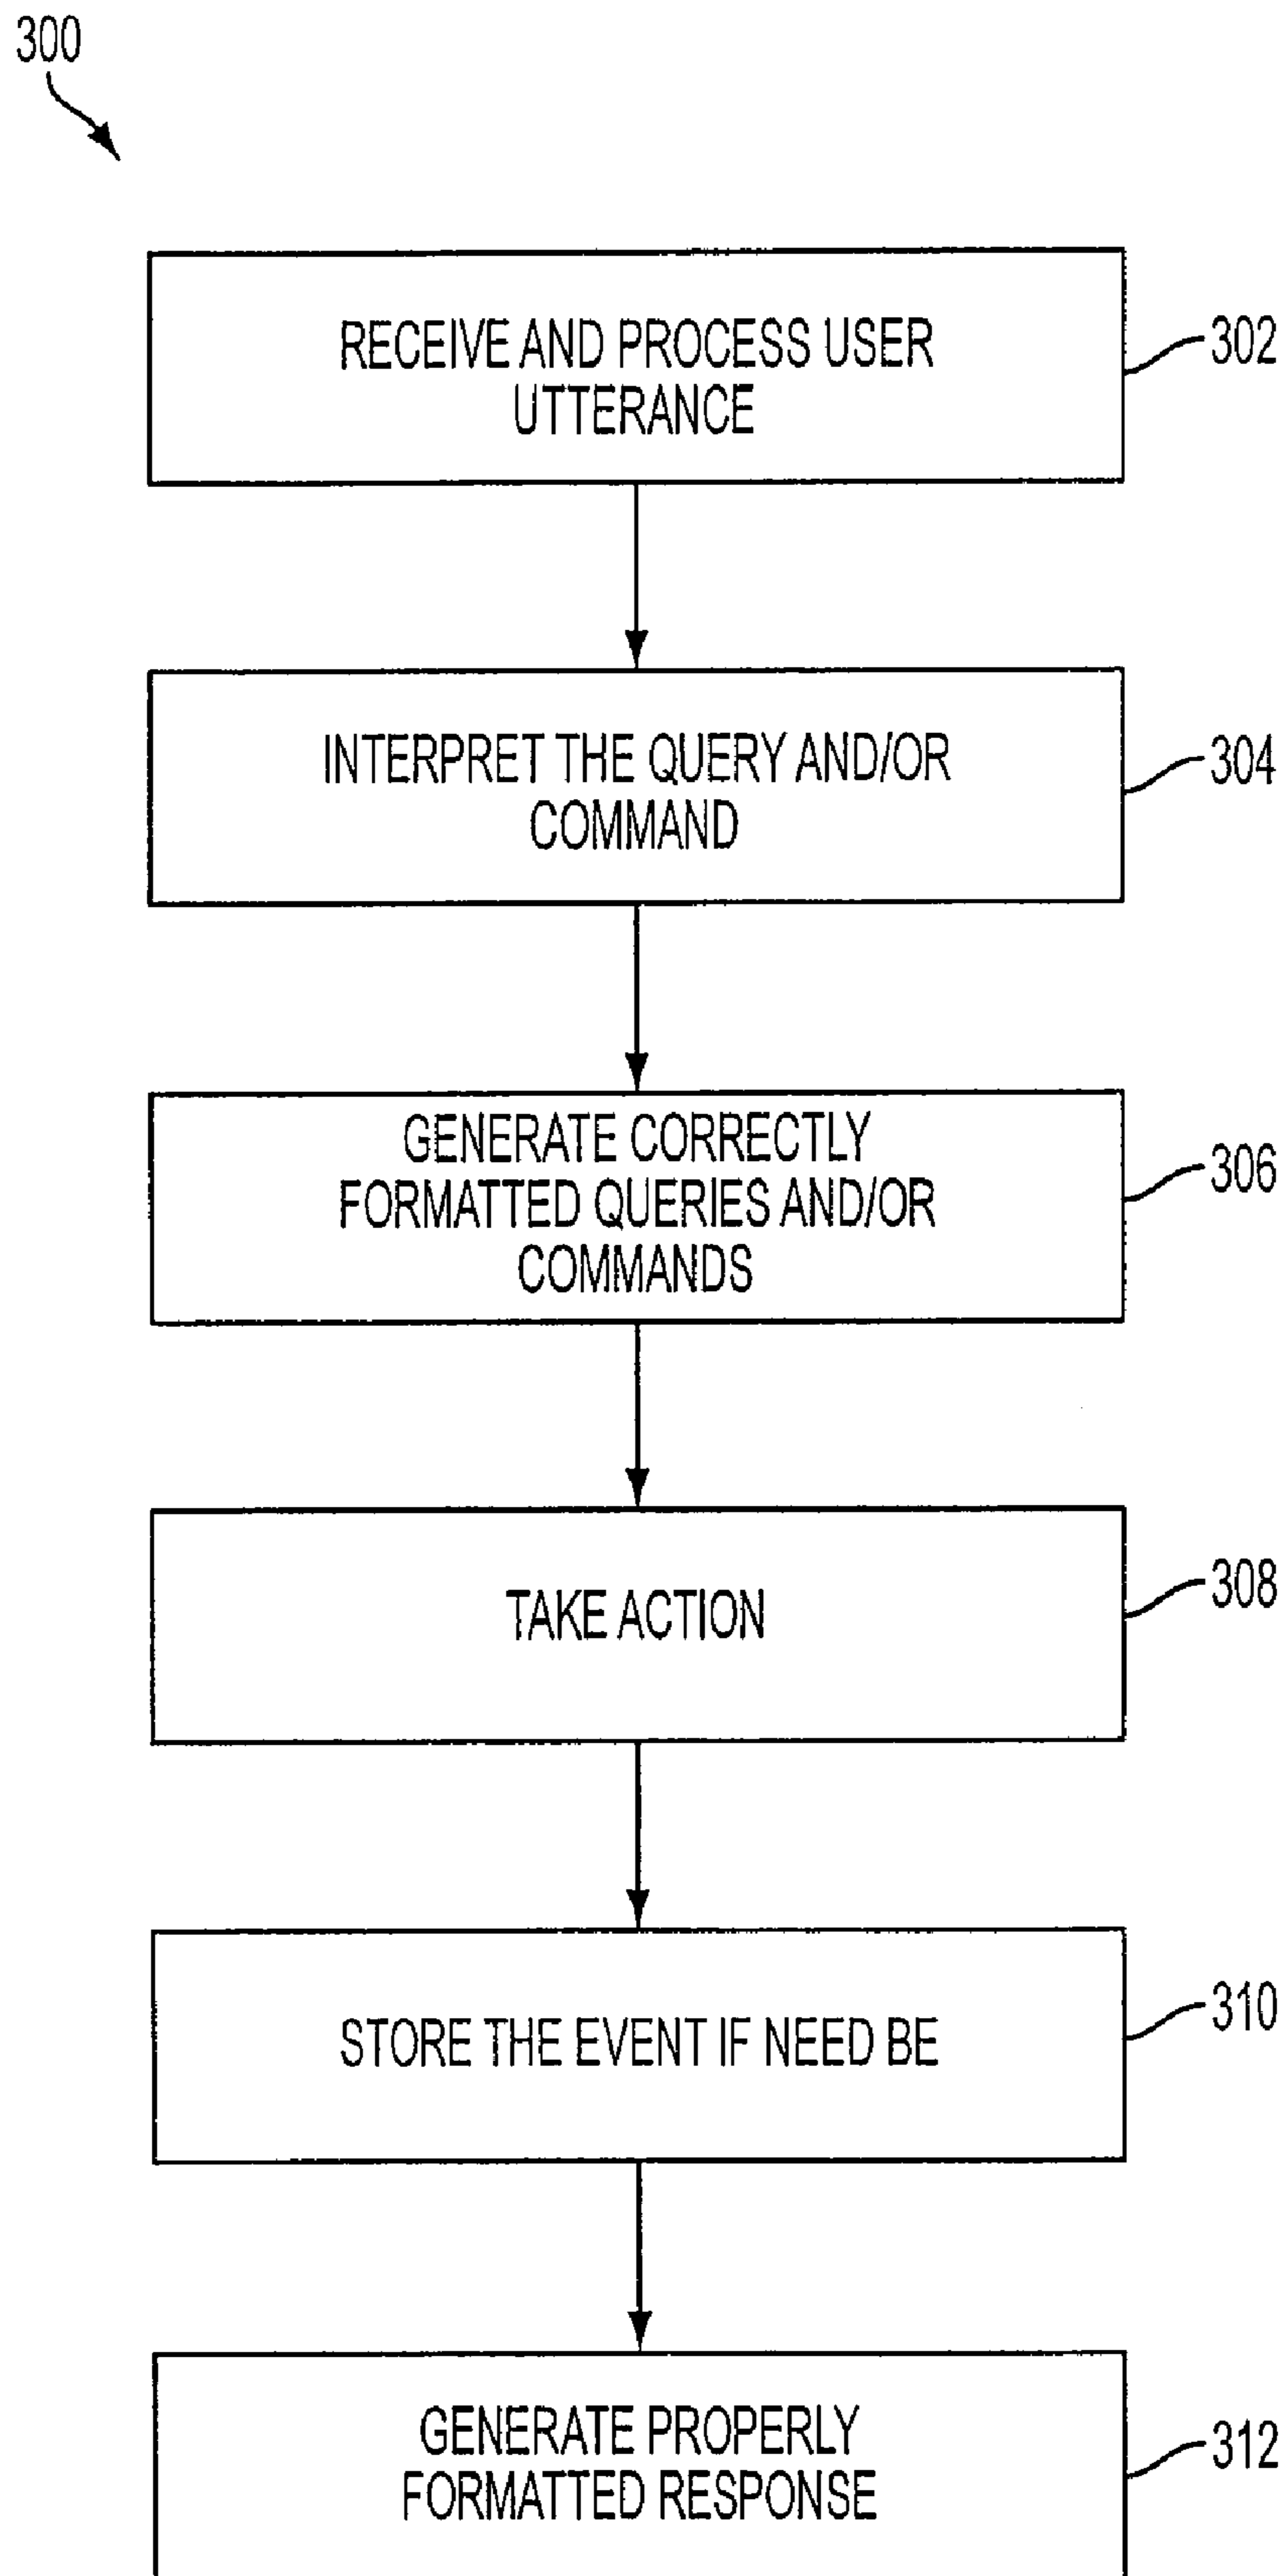 300
RECEIVE AND PROCESS USER
UTTERANCE
302
INTERPRET THE QUERY AND/OR
COMMAND
304
GENERATE CORRECTLY
FORMATTED QUERIES AND/OR
COMMANDS
306
TAKE ACTION
308
STORE THE EVENT IF NEED BE
310
GENERATE PROPERLY
FORMATTED RESPONSE
312